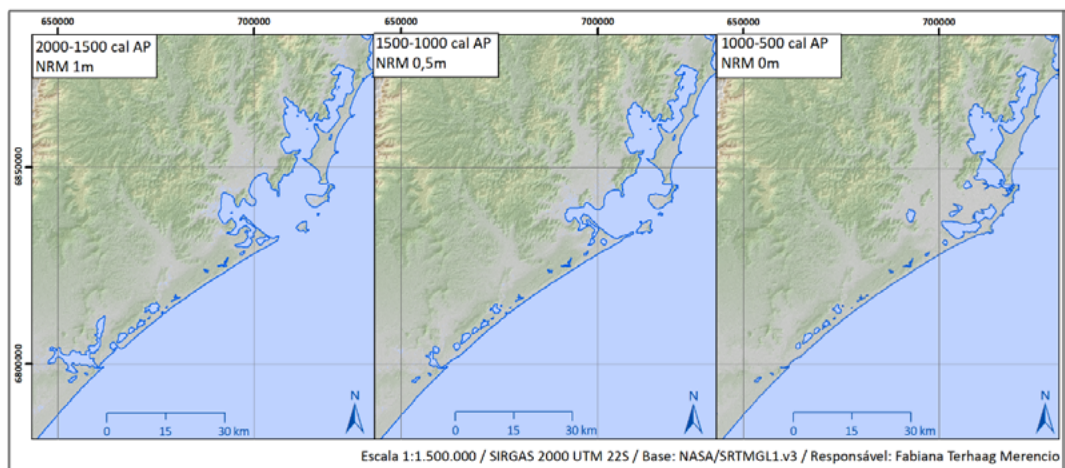 650000 700000 650000 700000 650000 700000
2000-1500 cal AP
NRM 1m
1500-1000 cal AP
NRM 0,5m
1000-500 cal AP
NRM 0m
6850000
6800000
N
0 15 30 km
N
0 15 30 km
N
0 15 30 km
Escala 1:1.500.000 / SIRGAS 2000 UTM 22S / Base: NASA/SRTMGL1.v3 / Responsável: Fabiana Terhaag Merencio